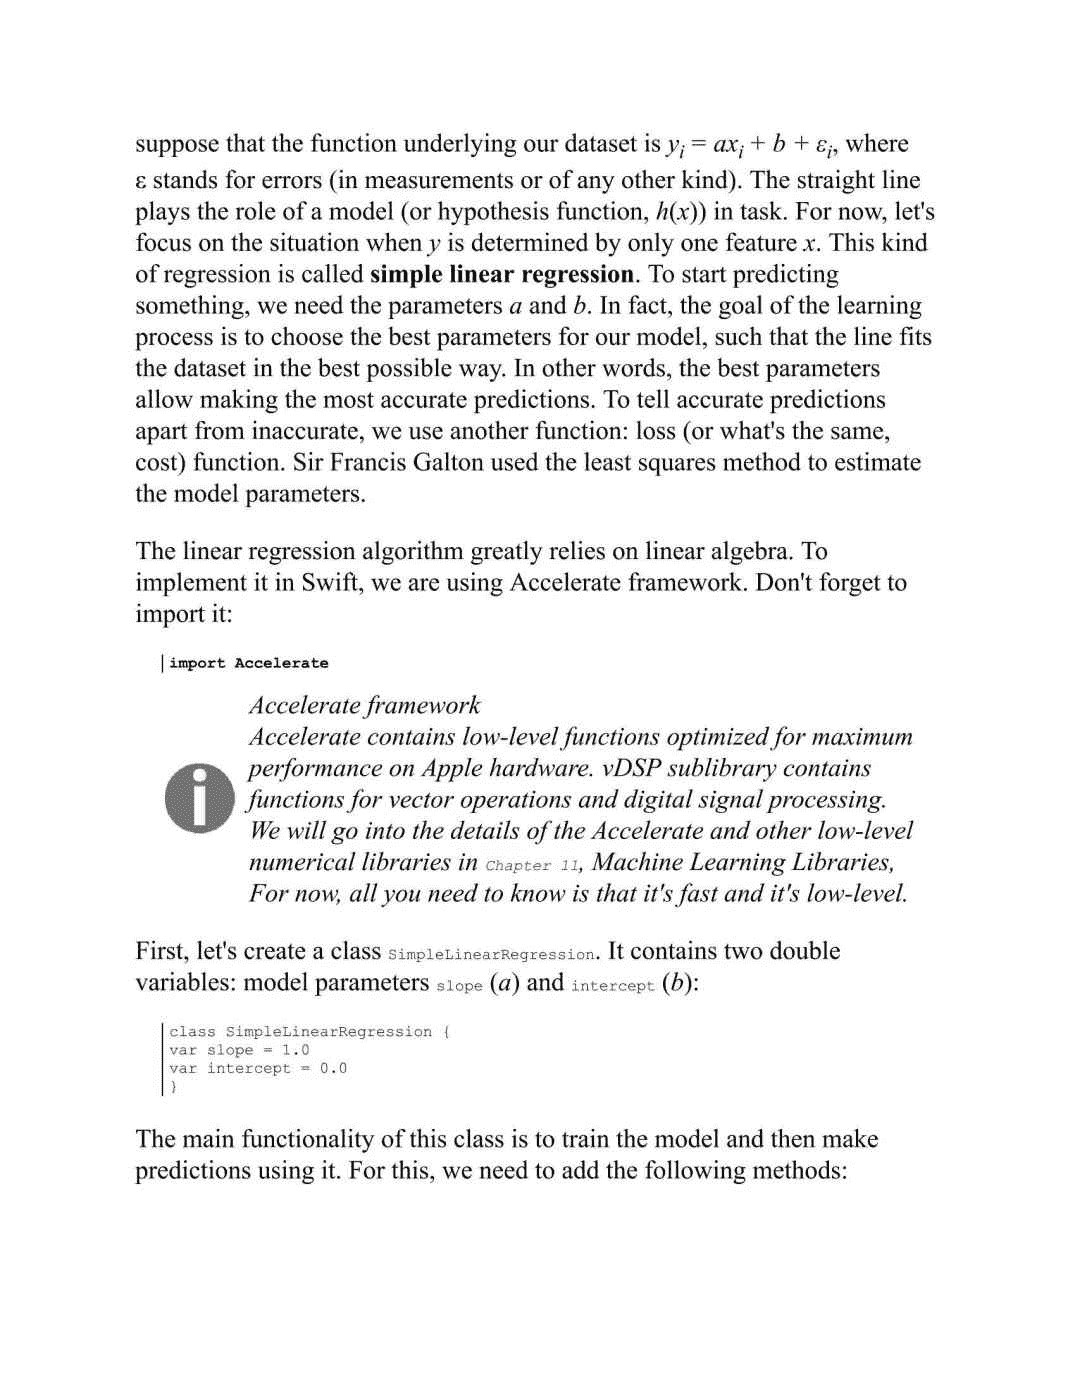 suppose that the function underlying our dataset is yᵢ = axᵢ + b + εᵢ, where
ε stands for errors (in measurements or of any other kind). The straight line
plays the role of a model (or hypothesis function, h(x)) in task. For now, let's
focus on the situation when y is determined by only one feature x. This kind
of regression is called simple linear regression. To start predicting
something, we need the parameters a and b. In fact, the goal of the learning
process is to choose the best parameters for our model, such that the line fits
the dataset in the best possible way. In other words, the best parameters
allow making the most accurate predictions. To tell accurate predictions
apart from inaccurate, we use another function: loss (or what's the same,
cost) function. Sir Francis Galton used the least squares method to estimate
the model parameters.
The linear regression algorithm greatly relies on linear algebra. To
implement it in Swift, we are using Accelerate framework. Don't forget to
import it:
import Accelerate
Accelerate framework
Accelerate contains low-level functions optimized for maximum
performance on Apple hardware. vDSP sublibrary contains
functions for vector operations and digital signal processing.
We will go into the details of the Accelerate and other low-level
numerical libraries in Chapter 11, Machine Learning Libraries,
For now, all you need to know is that it's fast and it's low-level.
First, let's create a class SimpleLinearRegression. It contains two double
variables: model parameters slope (a) and intercept (b):
class SimpleLinearRegression {
var slope = 1.0
var intercept = 0.0
}
The main functionality of this class is to train the model and then make
predictions using it. For this, we need to add the following methods: